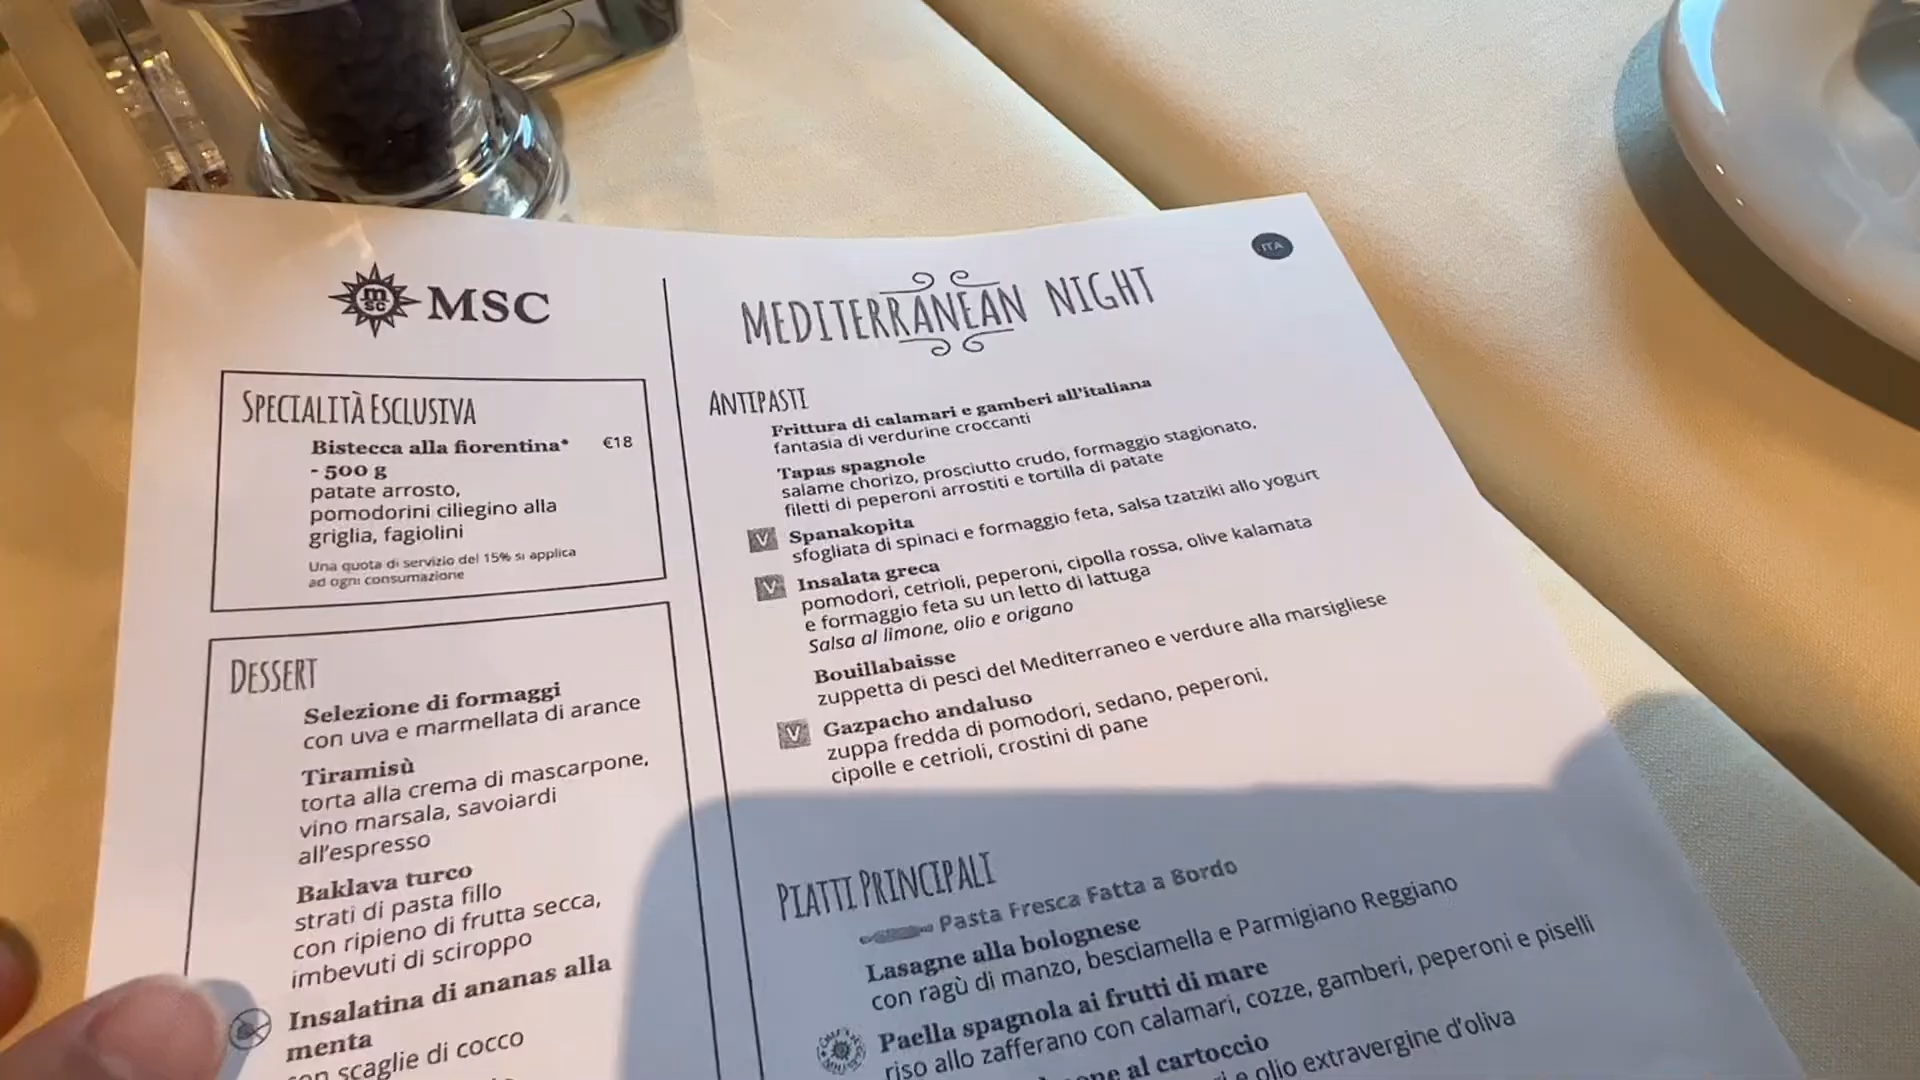 MSC
SPECIALITÀ ESCLUSIVA
Bistecca alla fiorentina* €18
- 500 g
patate arrosto,
pomodorini ciliegino alla
griglia, fagiolini
Una quota di servizio del 15% si applica
ad ogni consumazione
DESSERT
Selezione di formaggi
con uva e marmellata di arance
Tiramisù
torta alla crema di mascarpone,
vino marsala, savoiardi
all'espresso
Baklava turco
strati di pasta fillo
con ripieno di frutta secca,
imbevuti di sciroppo
Insalatina di ananas alla
menta
con scaglie di cocco
ITA
MEDITERRANEAN NIGHT
ANTIPASTI
Frittura di calamari e gamberi all'italiana
fantasia di verdurine croccanti
Tapas spagnole
salame chorizo, prosciutto crudo, formaggio stagionato,
filetti di peperoni arrostiti e tortilla di patate
V Spanakopita
sfogliata di spinaci e formaggio feta, salsa tzatziki allo yogurt
V Insalata greca
pomodori, cetrioli, peperoni, cipolla rossa, olive kalamata
e formaggio feta su un letto di lattuga
Salsa al limone, olio e origano
Bouillabaisse
zuppetta di pesci del Mediterraneo e verdure alla marsigliese
V Gazpacho andaluso
zuppa fredda di pomodori, sedano, peperoni,
cipolle e cetrioli, crostini di pane
PIATTI PRINCIPALI
Pasta Fresca Fatta a Bordo
Lasagne alla bolognese
con ragù di manzo, besciamella e Parmigiano Reggiano
Paella spagnola ai frutti di mare
riso allo zafferano con calamari, cozze, gamberi, peperoni e piselli
al cartoccio
e olio extravergine d'oliva